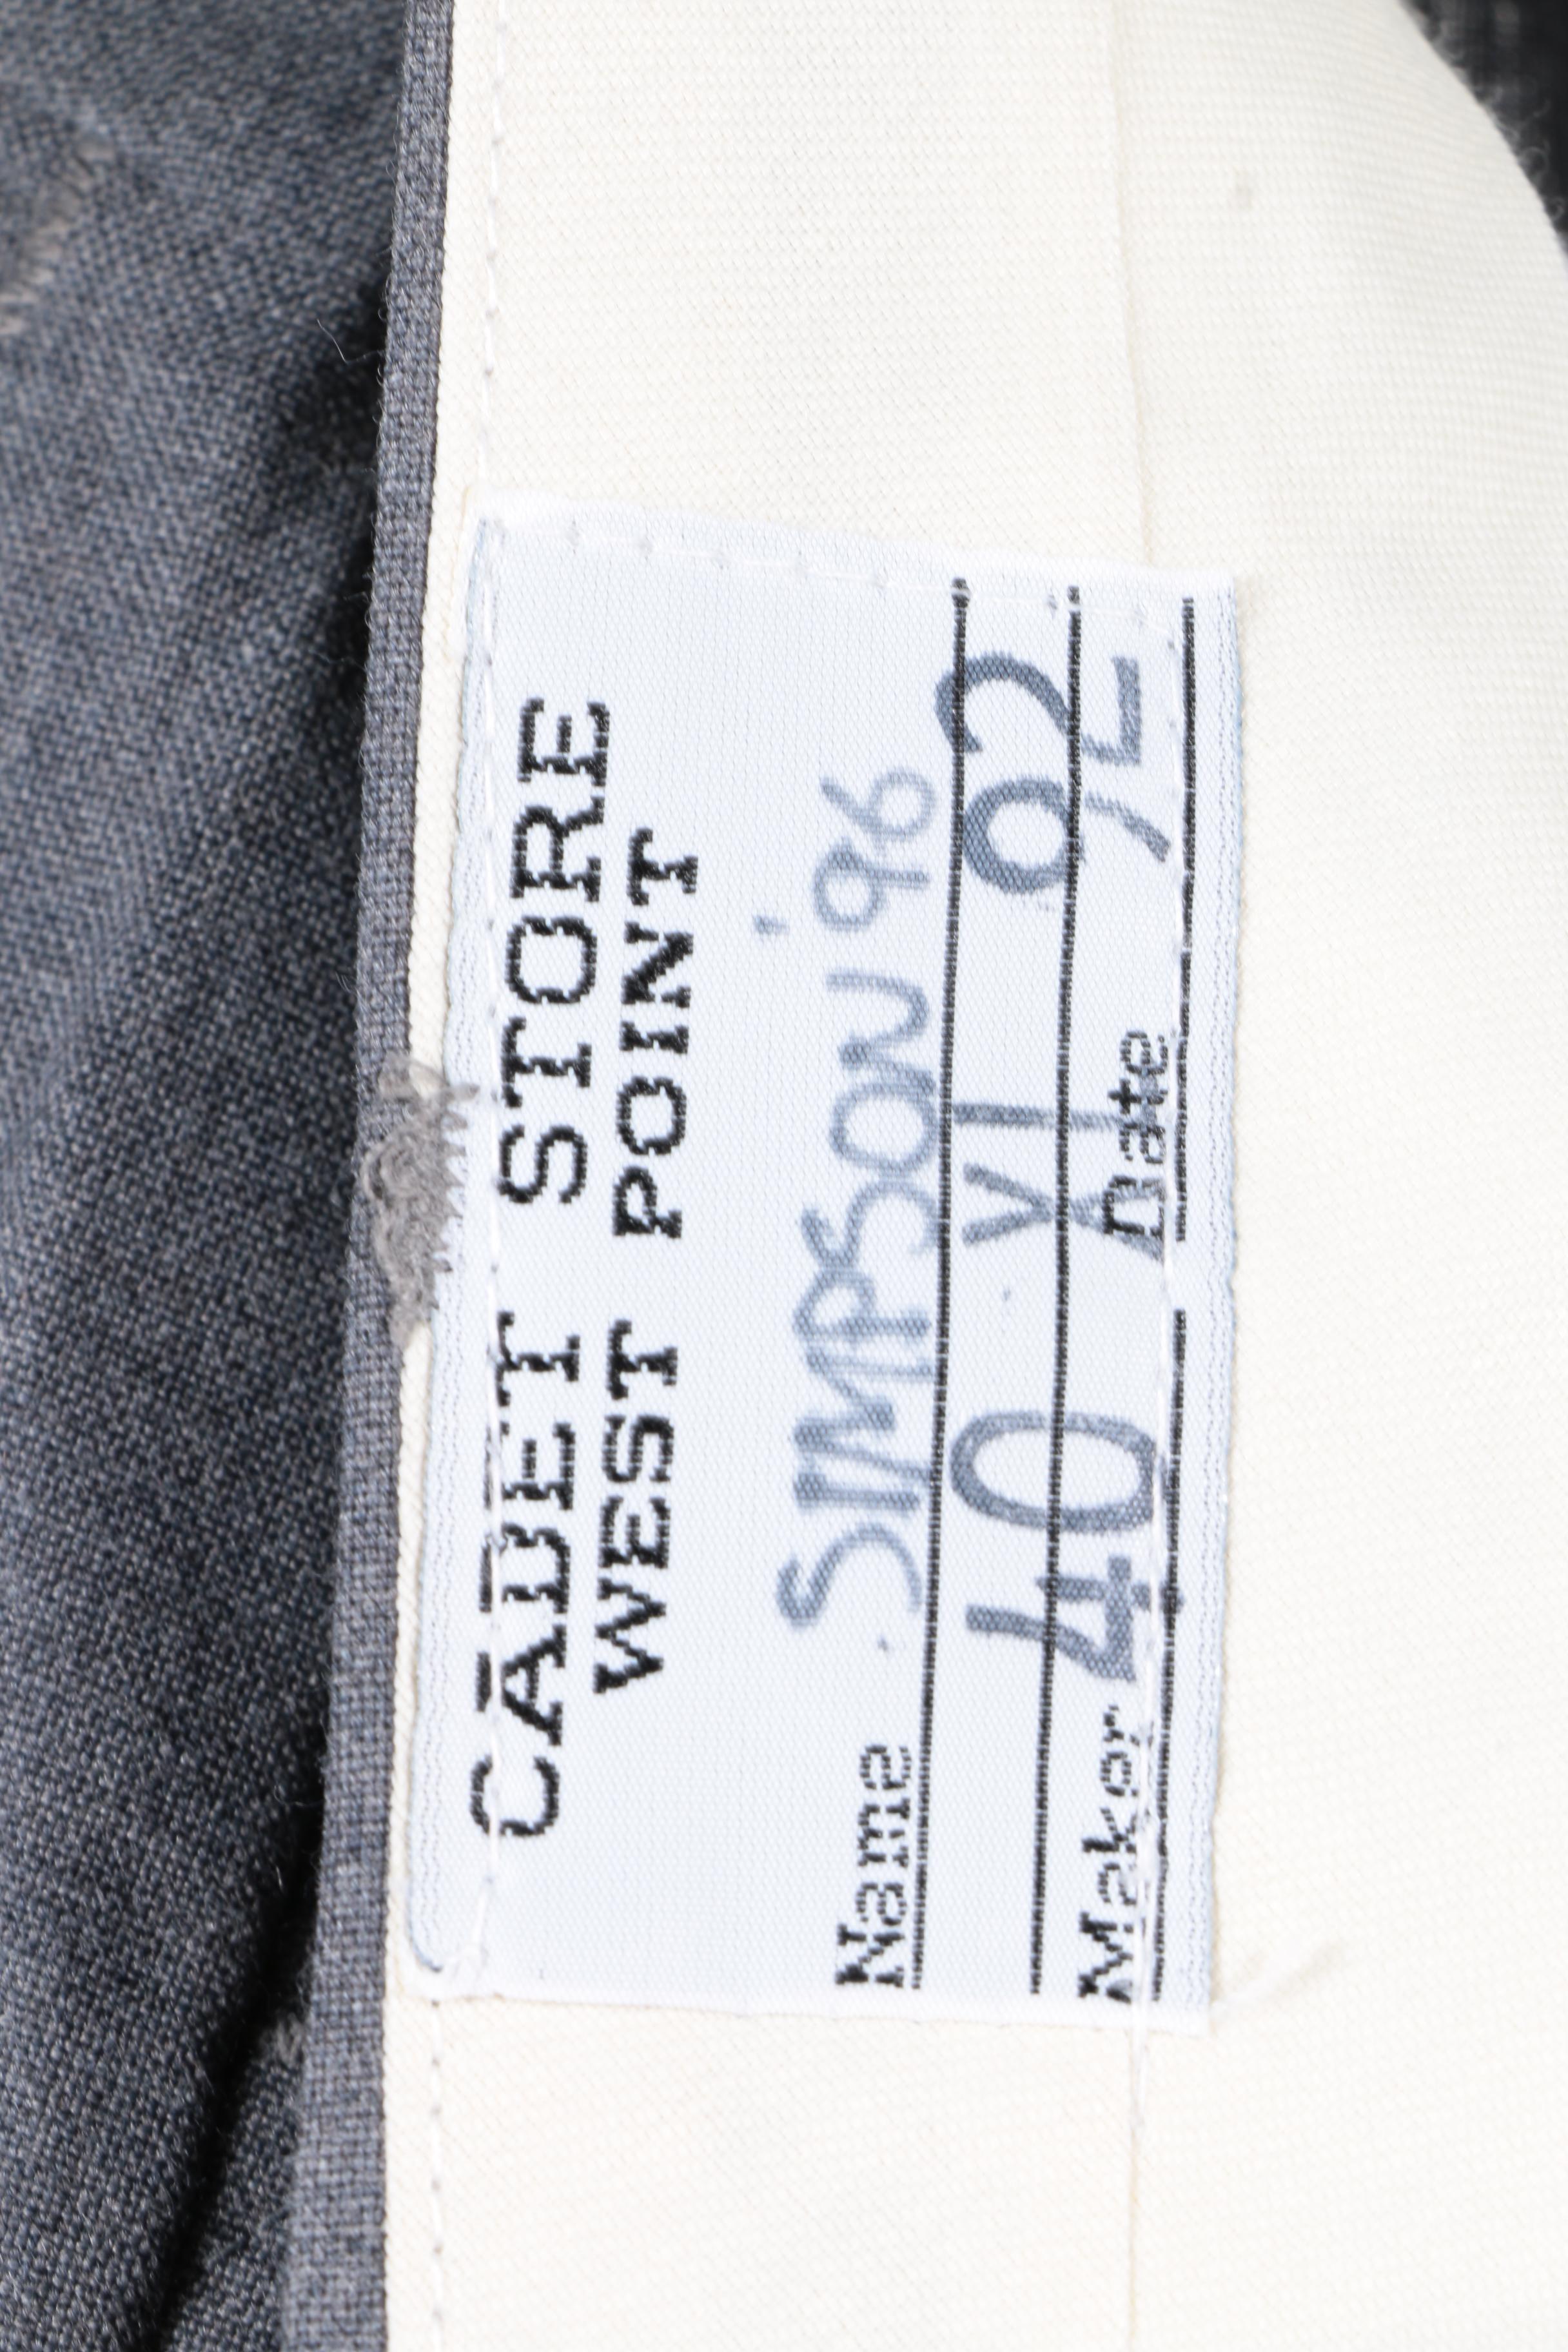 CADET STORE
WEST POINT
Name SIMPSON '96
40 XL 92
Maker Date